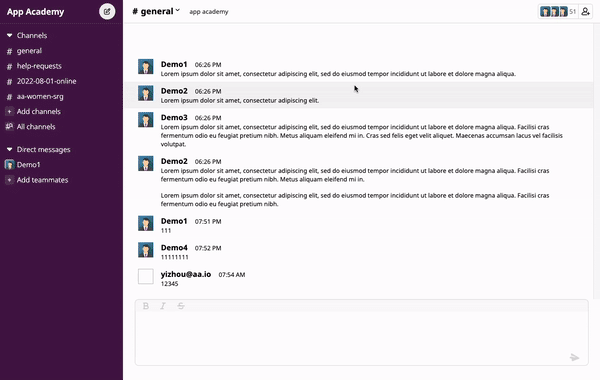 App Academy
Channels
# general
# help-requests
# 2022-08-01-online
# aa-women-srg
+ Add channels
All channels
Direct messages
Demo1
+ Add teammates
# general
app academy
51
Demo1 06:26 PM
Lorem ipsum dolor sit amet, consectetur adipiscing elit, sed do eiusmod tempor incididunt ut labore et dolore magna aliqua.
Demo2 06:26 PM
Lorem ipsum dolor sit amet, consectetur adipiscing elit.
Demo3 06:26 PM
Lorem ipsum dolor sit amet, consectetur adipiscing elit, sed do eiusmod tempor incididunt ut labore et dolore magna aliqua. Facilisi cras
fermentum odio eu feugiat pretium nibh. Metus aliquam eleifend mi in. Cras sed felis eget velit aliquet. Maecenas accumsan lacus vel facilisis
volutpat.
Demo2 06:26 PM
Lorem ipsum dolor sit amet, consectetur adipiscing elit, sed do eiusmod tempor incididunt ut labore et dolore magna aliqua. Facilisi cras
fermentum odio eu feugiat pretium nibh. Metus aliquam eleifend mi in.
Lorem ipsum dolor sit amet, consectetur adipiscing elit, sed do eiusmod tempor incididunt ut labore et dolore magna aliqua. Facilisi cras
fermentum odio eu feugiat pretium nibh.
Demo1 07:51 PM
111
Demo4 07:52 PM
11111111
yizhou@aa.io 07:54 AM
12345
B I S